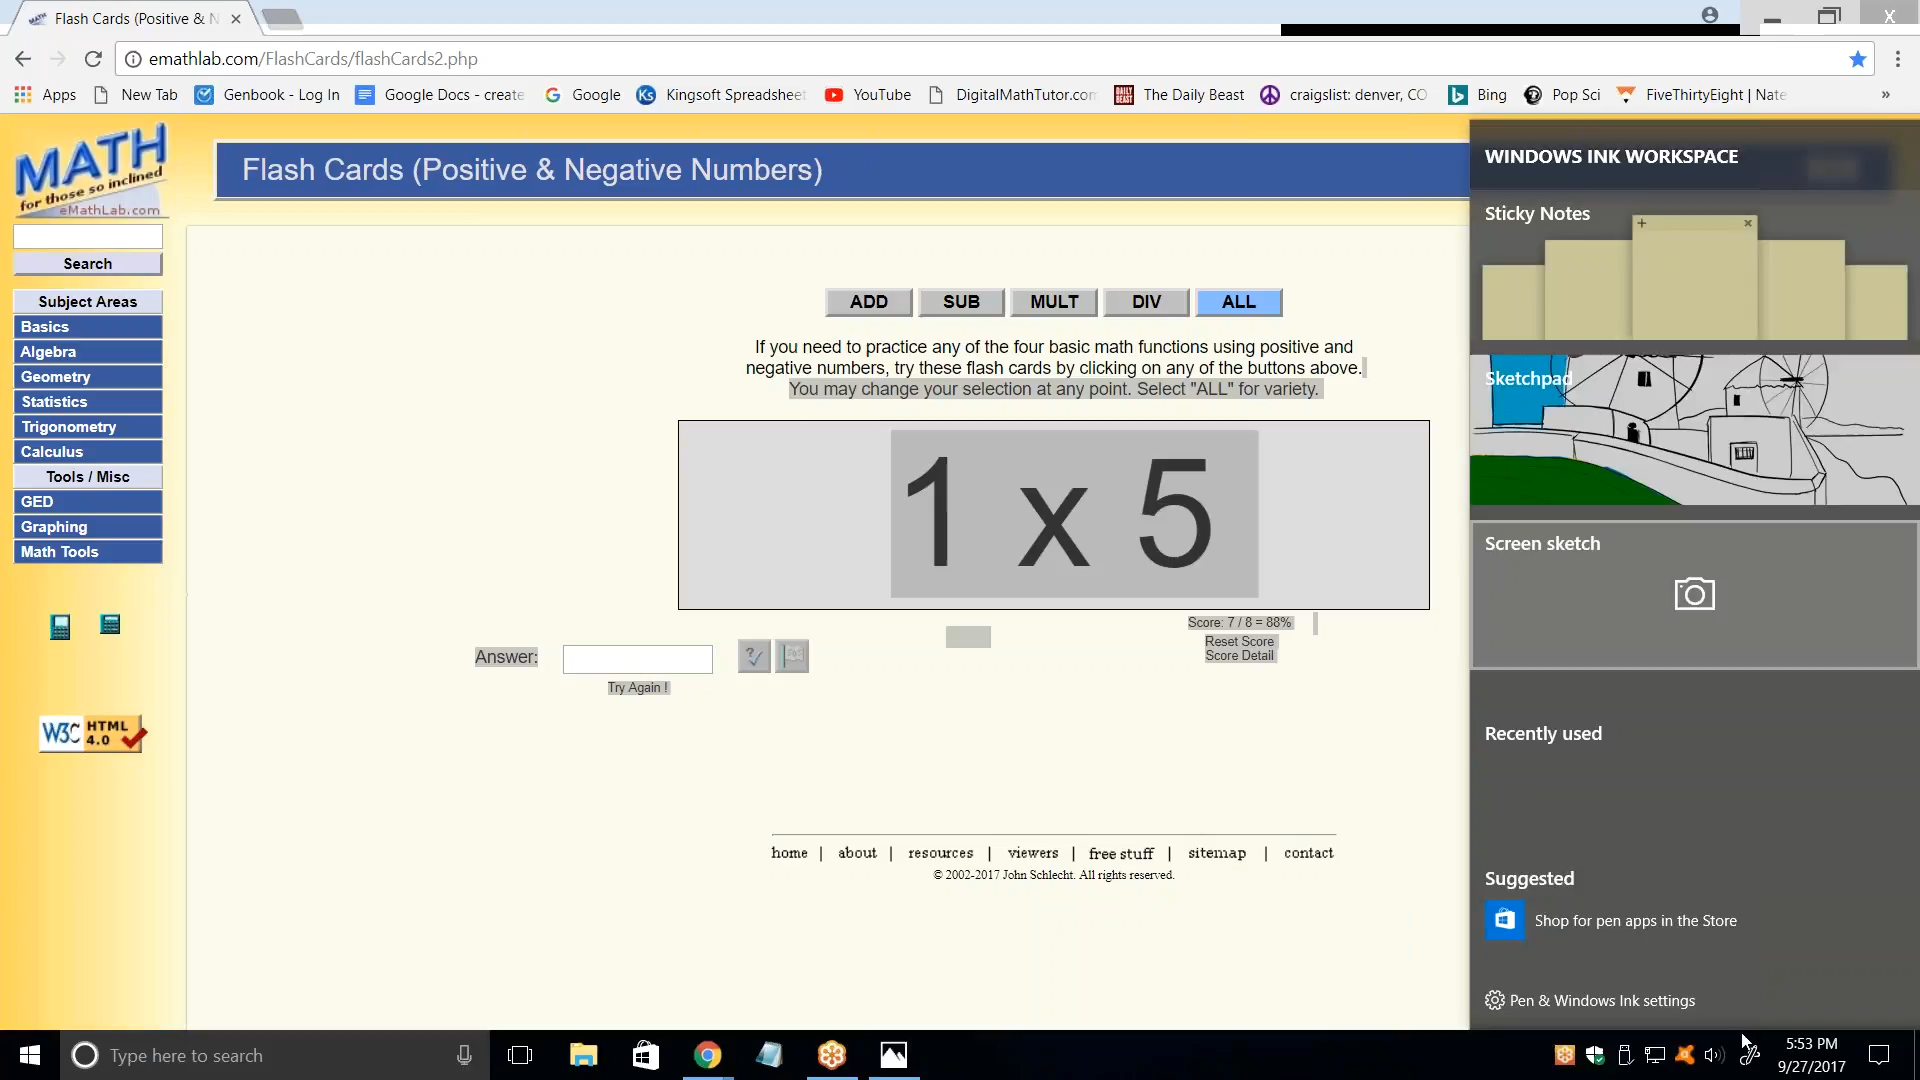 Flash Cards (Positive & N
emathlab.com/FlashCards/flashCards2.php
Apps New Tab Genbook - Log In Google Docs - create Google Kingsoft Spreadsheet YouTube DigitalMathTutor.com The Daily Beast craigslist: denver, CO Bing Pop Sci FiveThirtyEight | Nate »
MATH
for those so inclined
eMathLab.com
Flash Cards (Positive & Negative Numbers)
Search
Subject Areas
Basics
Algebra
Geometry
Statistics
Trigonometry
Calculus
Tools / Misc
GED
Graphing
Math Tools
W3C HTML 4.0
ADD SUB MULT DIV ALL
If you need to practice any of the four basic math functions using positive and
negative numbers, try these flash cards by clicking on any of the buttons above.
You may change your selection at any point. Select "ALL" for variety.
1 x 5
Score: 7 / 8 = 88%
Reset Score
Score Detail
Answer:
Try Again !
home | about | resources | viewers | free stuff | sitemap | contact
© 2002-2017 John Schlecht. All rights reserved.
WINDOWS INK WORKSPACE
Sticky Notes
Sketchpad
Screen sketch
Recently used
Suggested
Shop for pen apps in the Store
Pen & Windows Ink settings
Type here to search
5:53 PM
9/27/2017